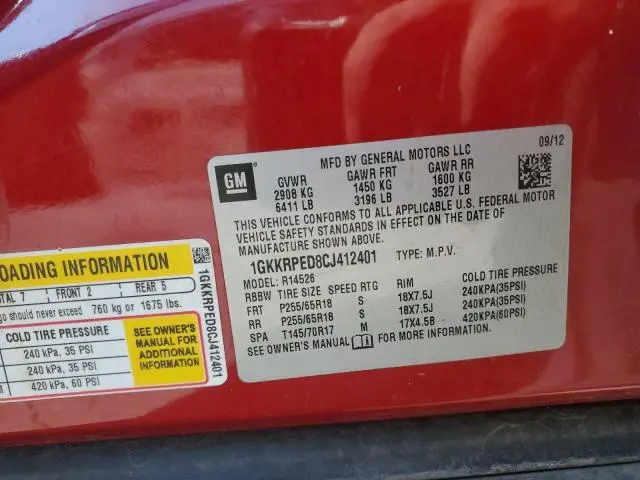 09/12
MFD BY GENERAL MOTORS LLC
GM
GVWR GAWR FRT GAWR RR
2908 KG 1450 KG 1600 KG
6411 LB 3196 LB 3527 LB
THIS VEHICLE CONFORMS TO ALL APPLICABLE U.S. FEDERAL MOTOR
VEHICLE SAFETY STANDARDS IN EFFECT ON THE DATE OF
MANUFACTURE SHOWN ABOVE.
1GKKRPED8CJ412401 TYPE: M.P.V.
MODEL: R14526
RBBW TIRE SIZE SPEED RTG RIM COLD TIRE PRESSURE
FRT P255/65R18 S 18X7.5J 240KPA(35PSI)
RR P255/65R18 S 18X7.5J 240KPA(35PSI)
SPA T145/70R17 M 17X4.5B 420KPA(60PSI)
SEE OWNER'S MANUAL FOR MORE INFORMATION.
OADING INFORMATION
TAL 7 FRONT 2 REAR 5
go should never exceed 760 kg or 1675 lbs.
COLD TIRE PRESSURE
240 kPa, 35 PSI
240 kPa, 35 PSI
420 kPa, 60 PSI
SEE OWNER'S
MANUAL FOR
ADDITIONAL
INFORMATION
1GKKRPED8CJ412401